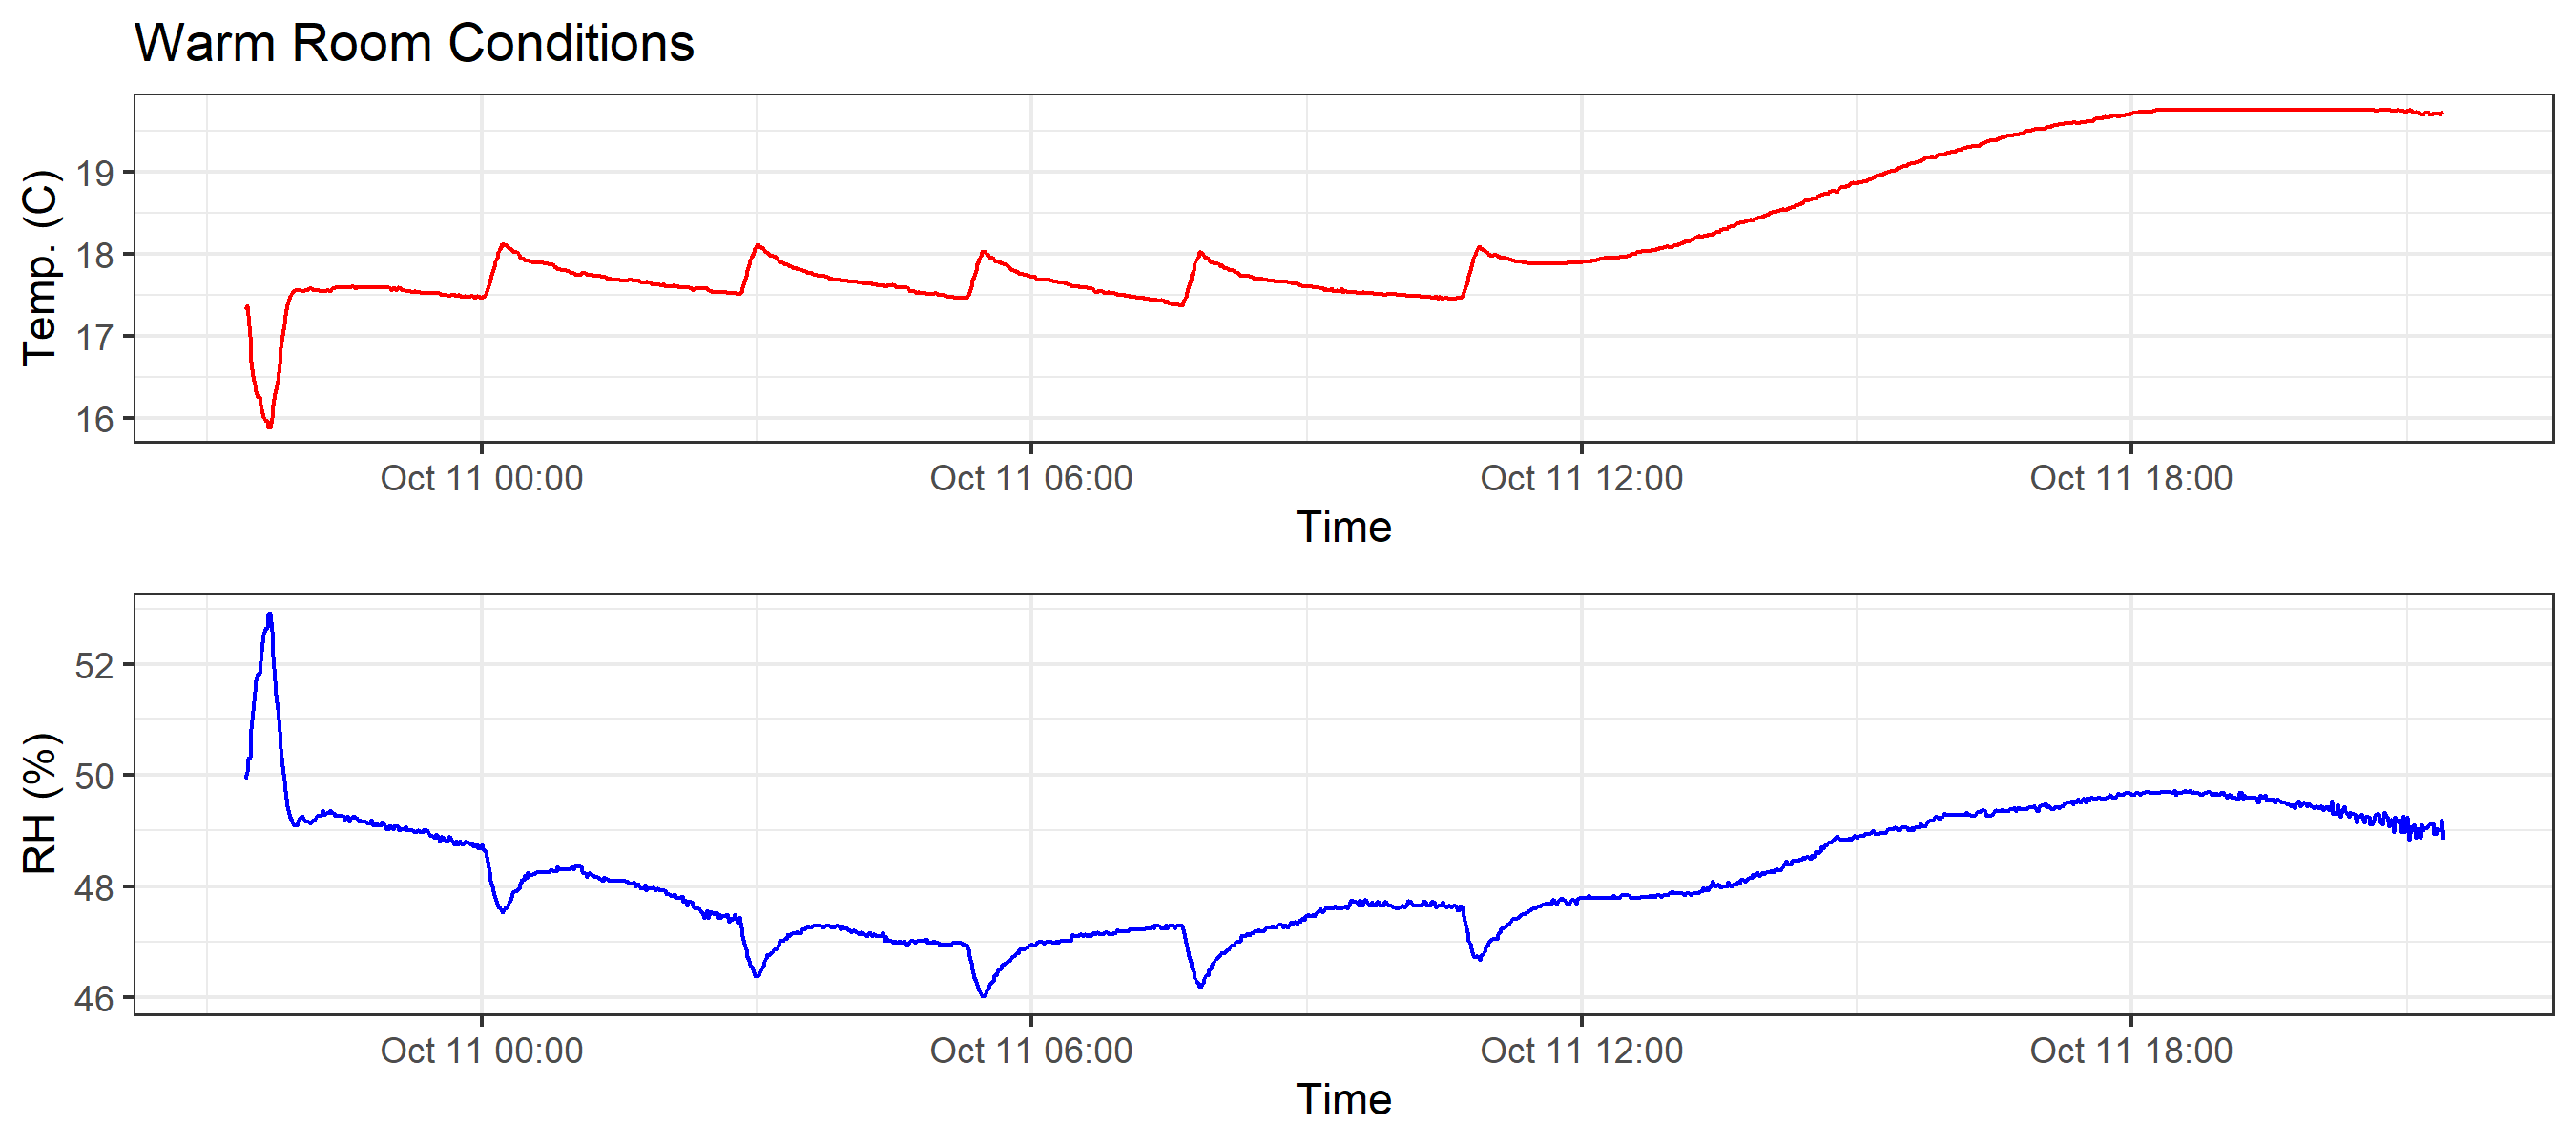 Warm Room Conditions
Temp. (C)
19
18
17
16
Oct 11 00:00 Oct 11 06:00 Oct 11 12:00 Oct 11 18:00
Time
RH (%)
52
50
48
46
Oct 11 00:00 Oct 11 06:00 Oct 11 12:00 Oct 11 18:00
Time